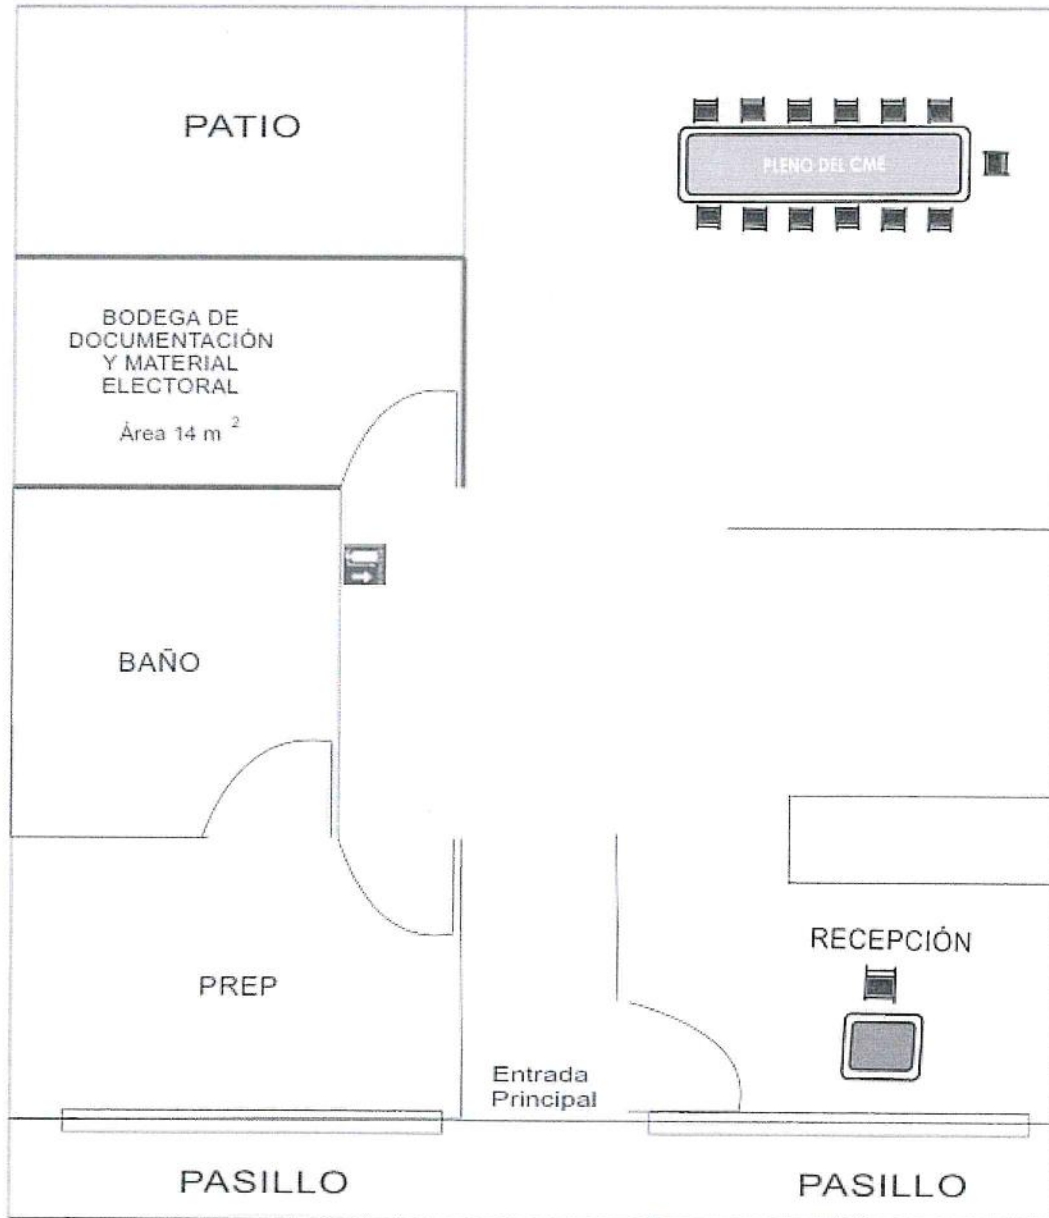 PATIO
PLENO DEL CME
BODEGA DE
DOCUMENTACIÓN
Y MATERIAL
ELECTORAL
Área 14 m 2
BAÑO
RECEPCIÓN
PREP
Entrada
Principal
PASILLO
PASILLO